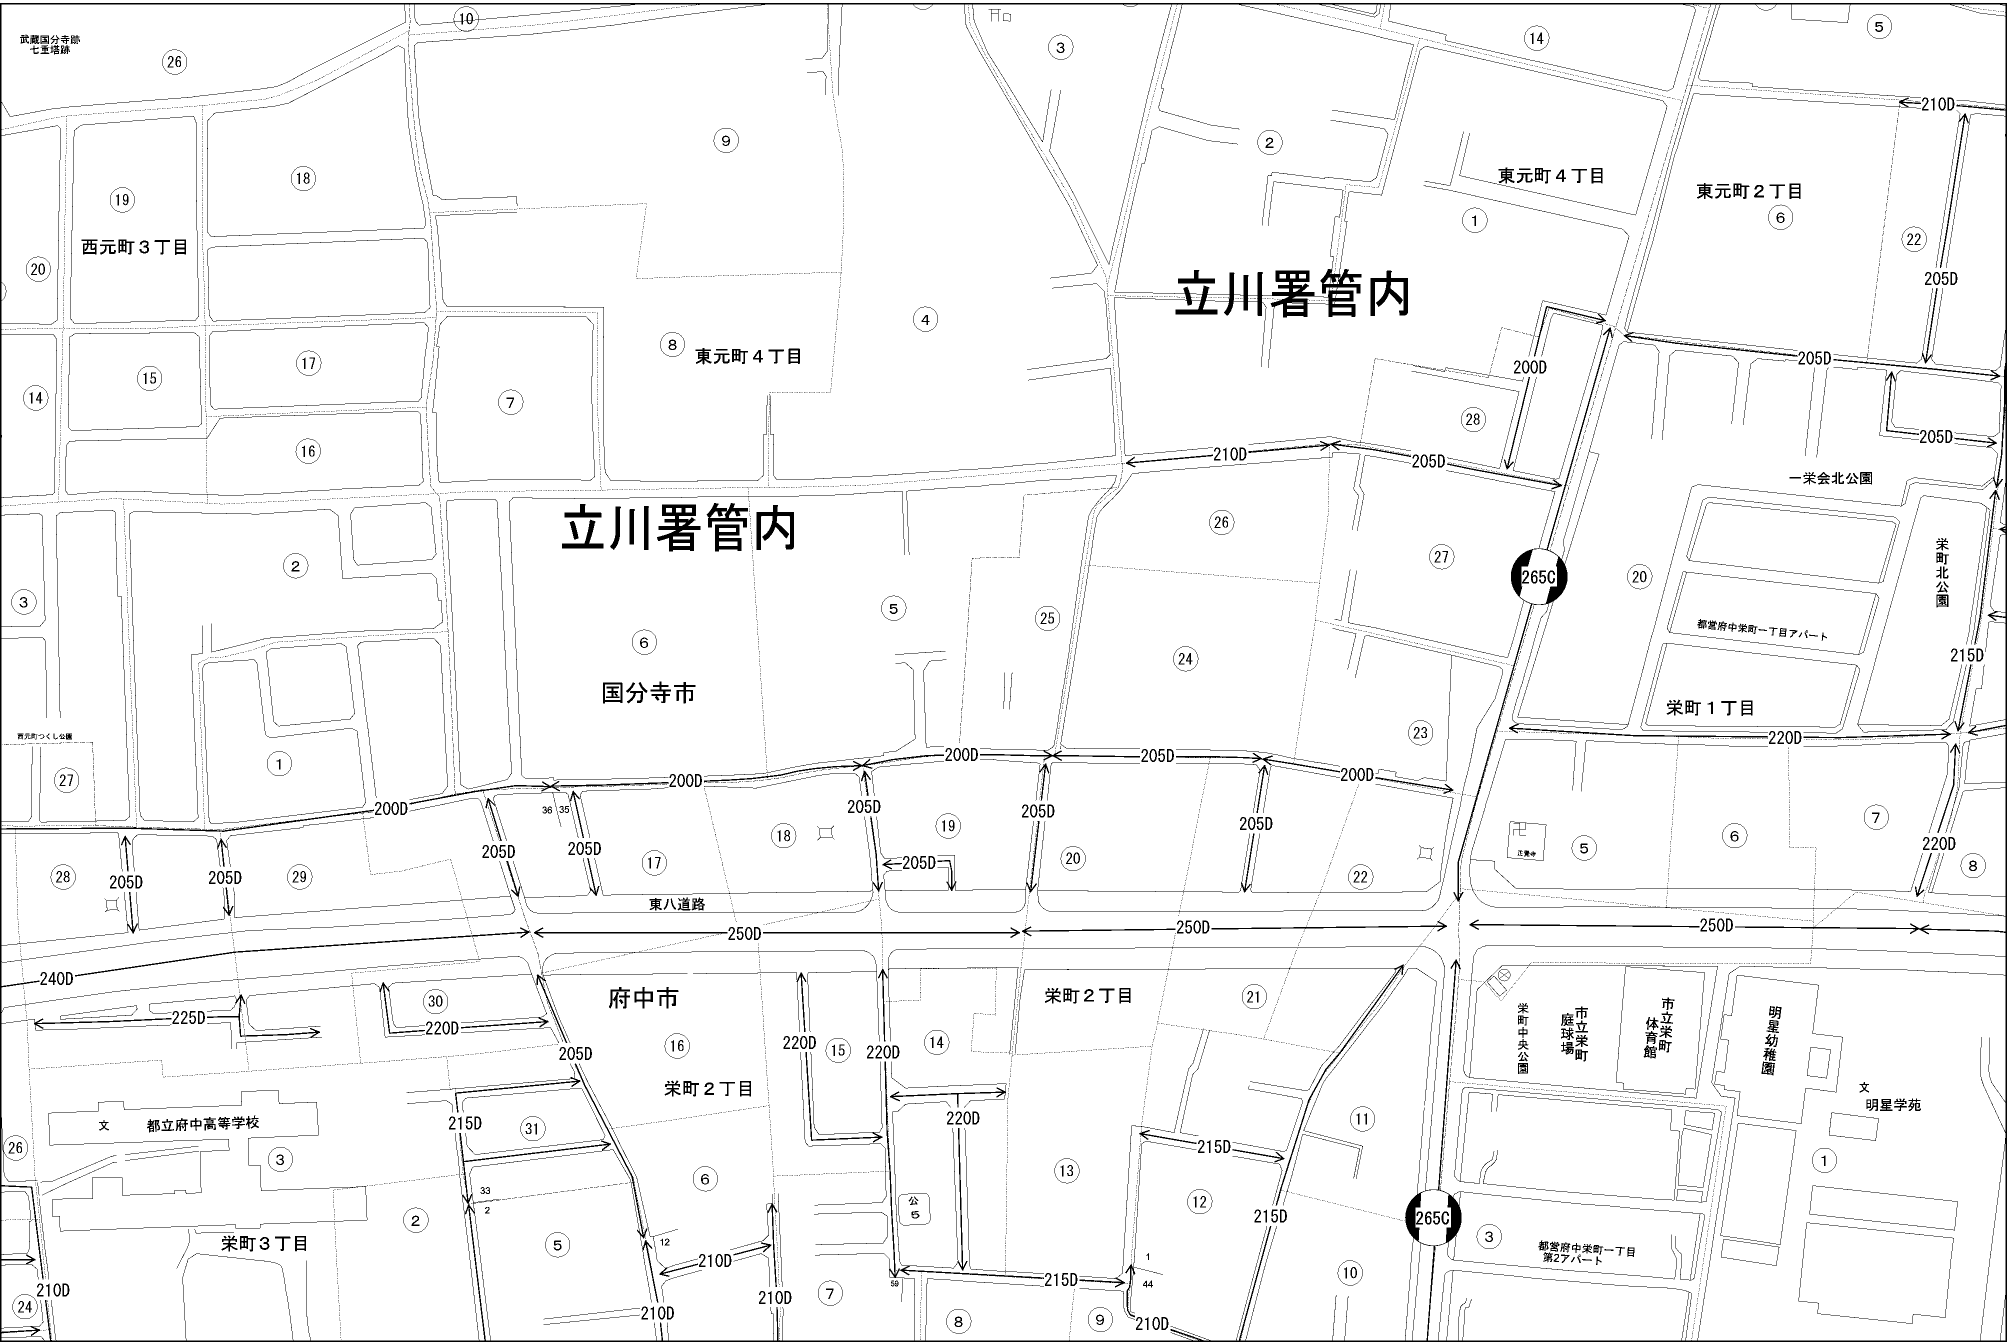 武蔵国分寺跡
七重塔跡
26
10
3
14
5
210D
9
2
18
19
西元町３丁目
20
東元町４丁目
1
東元町２丁目
6
22
205D
立川署管内
4
8
東元町４丁目
17
15
14
7
16
200D
28
205D
205D
210D
205D
一栄会北公園
立川署管内
26
27
265C
20
栄町北公園
2
3
5
25
6
24
都営府中栄町一丁目アパート
215D
国分寺市
栄町１丁目
23
220D
西元町つくし公園
27
1
200D
200D
200D
205D
200D
36
35
205D
205D
205D
205D
205D
18
19
17
20
22
205D
正覚寺
5
6
7
220D
8
28
205D
205D
29
東八道路
250D
250D
250D
240D
225D
30
220D
205D
府中市
16
栄町２丁目
220D
15
220D
14
栄町２丁目
21
栄町中央公園
市立栄町
庭球場
市立栄町
体育館
明星幼稚園
文
明星学苑
文
都立府中高等学校
26
3
215D
31
220D
11
215D
13
12
215D
1
33
2
2
6
公
5
265C
3
都営府中栄町一丁目
第2アパート
栄町３丁目
5
12
210D
210D
24
210D
210D
7
59
215D
1
44
10
8
9
210D